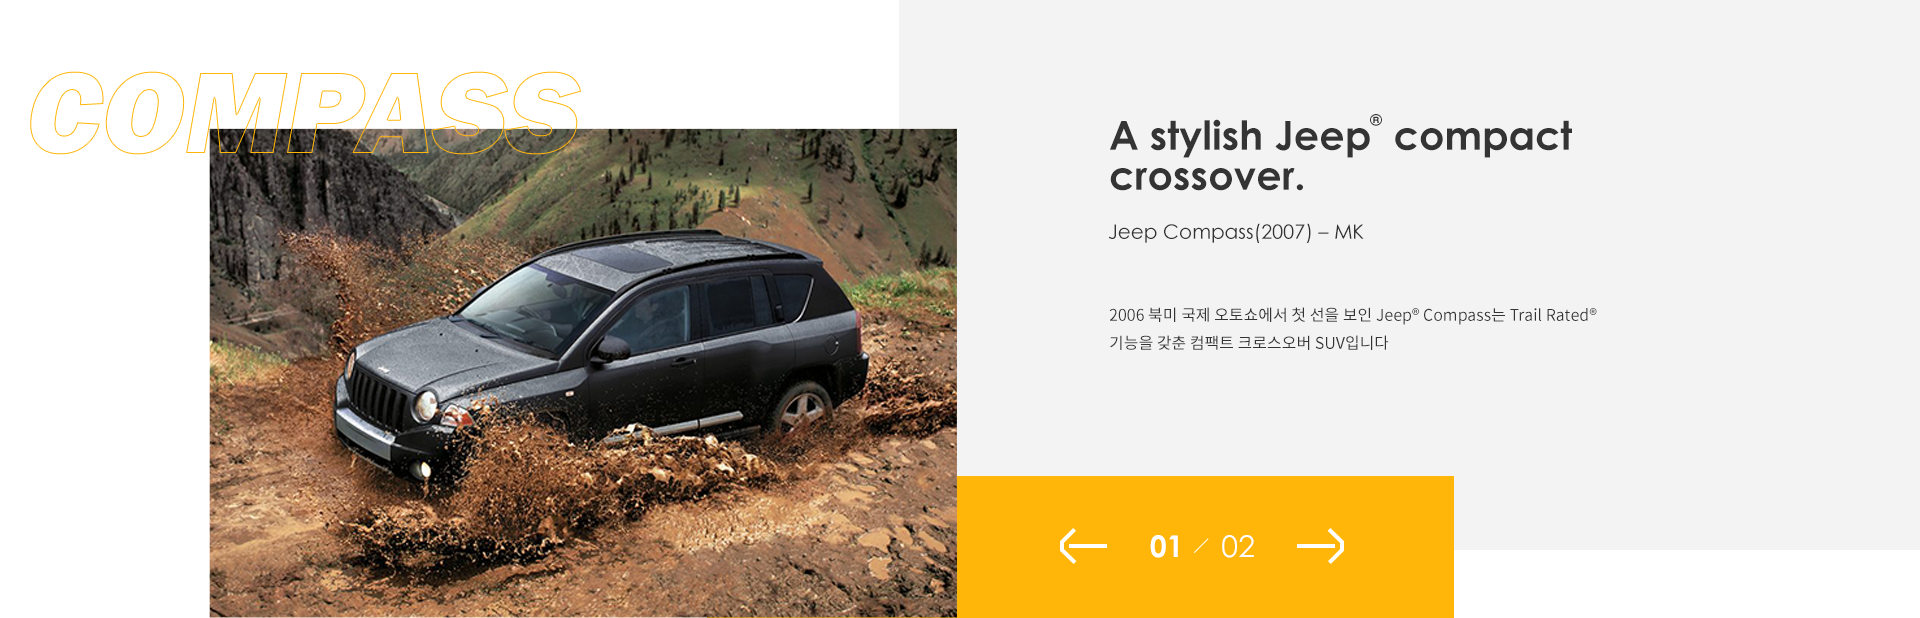 COMPASS
A stylish Jeep® compact
crossover.
Jeep Compass(2007) – MK
2006 북미 국제 오토쇼에서 첫 선을 보인 Jeep® Compass는 Trail Rated®
기능을 갖춘 컴팩트 크로스오버 SUV입니다
01 / 02